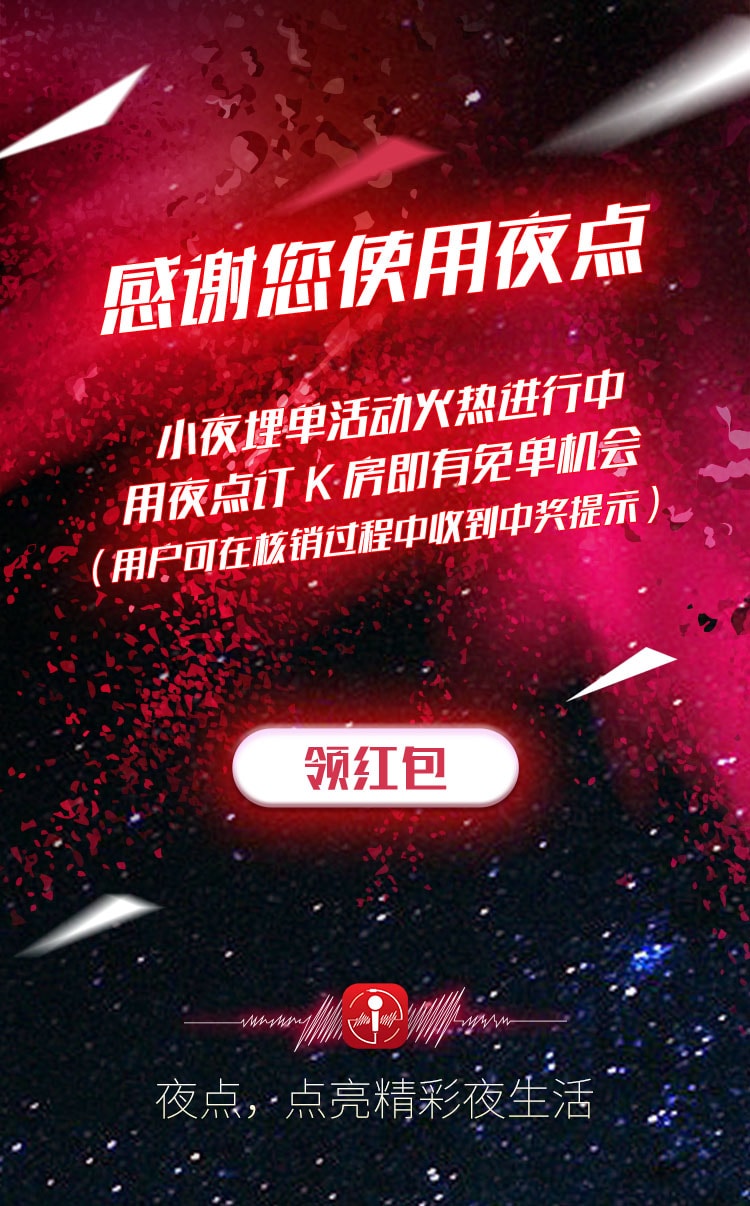 感谢您使用夜点
小夜埋单活动火热进行中
用夜点订K房即有免单机会
（用户可在核销过程中收到中奖提示）
领红包
夜点，点亮精彩夜生活